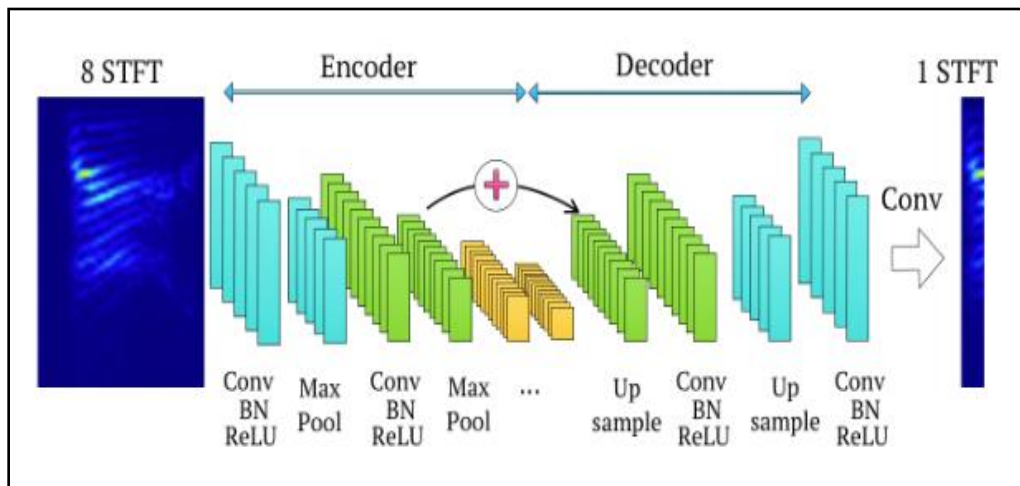 8 STFT
Encoder
Decoder
1 STFT
+
Conv
Conv
BN
ReLU
Max
Pool
Conv
BN
ReLU
Max
Pool
...
Up
sample
Conv
BN
ReLU
Up
sample
Conv
BN
ReLU